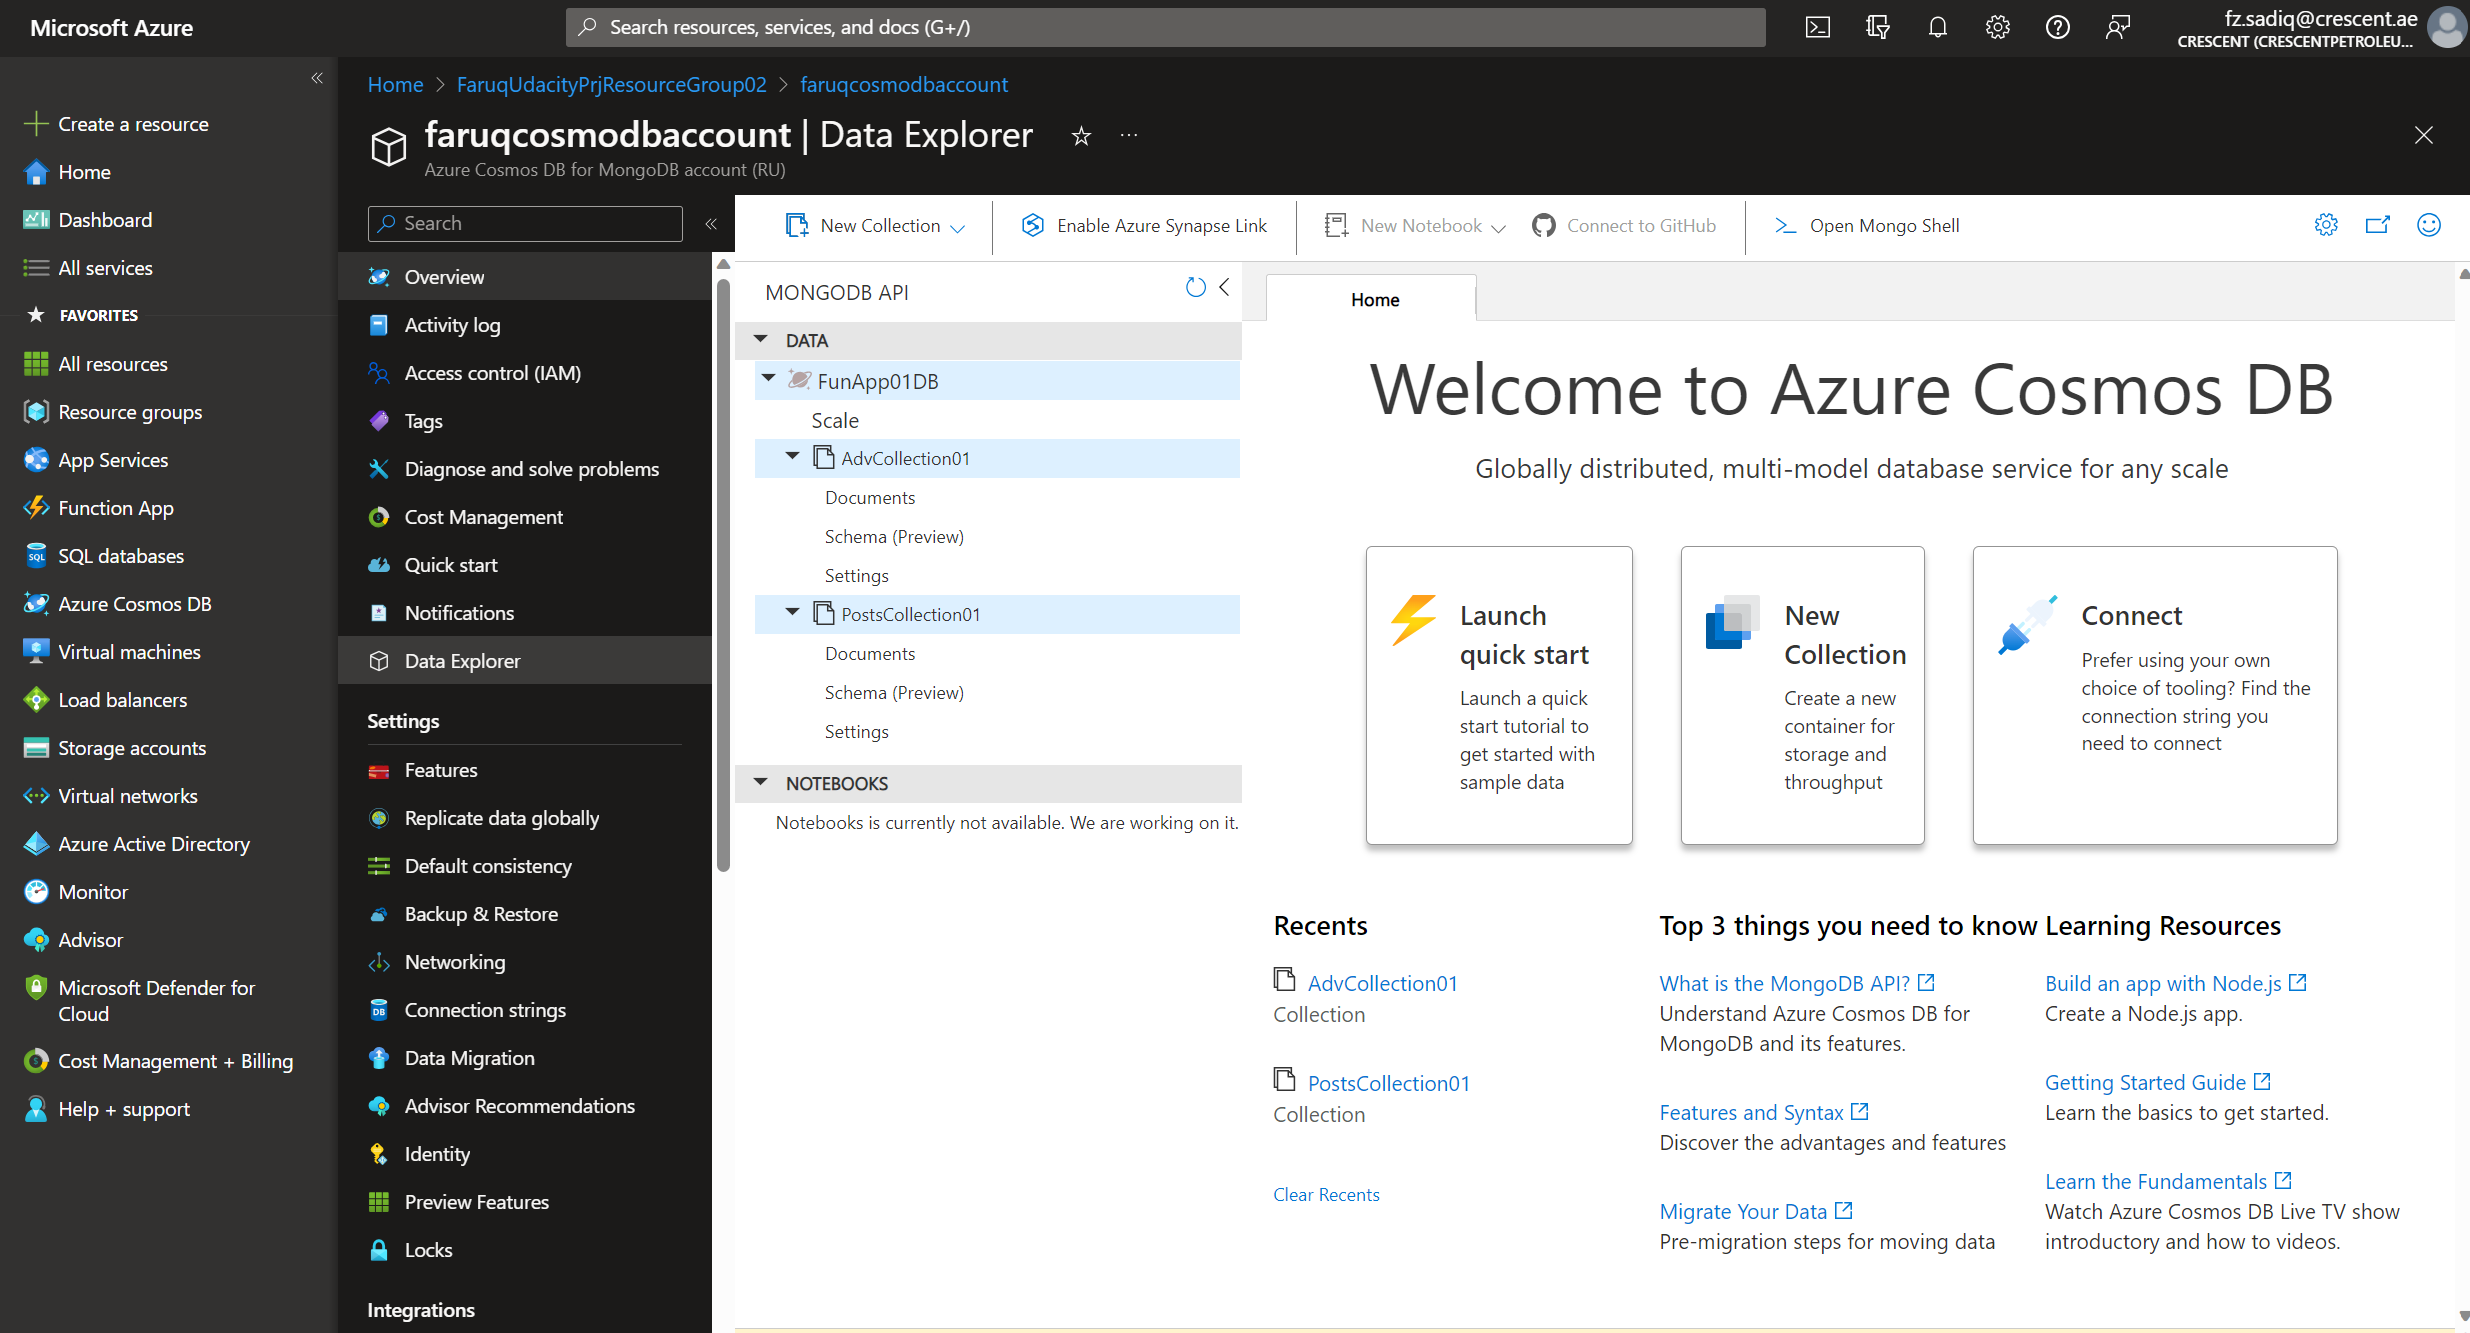 Microsoft Azure
Search resources, services, and docs (G+/)
fz.sadiq@crescent.ae
CRESCENT (CRESCENTPETROLEU...
Create a resource
Home
Dashboard
All services
FAVORITES
All resources
Resource groups
App Services
Function App
SQL databases
Azure Cosmos DB
Virtual machines
Load balancers
Storage accounts
Virtual networks
Azure Active Directory
Monitor
Advisor
Microsoft Defender for
Cloud
Cost Management + Billing
Help + support
Home > FaruqUdacityPrjResourceGroup02 > faruqcosmodbaccount
faruqcosmodbaccount | Data Explorer
Azure Cosmos DB for MongoDB account (RU)
Search
Overview
Activity log
Access control (IAM)
Tags
Diagnose and solve problems
Cost Management
Quick start
Notifications
Data Explorer
Settings
Features
Replicate data globally
Default consistency
Backup & Restore
Networking
Connection strings
Data Migration
Advisor Recommendations
Identity
Preview Features
Locks
Integrations
New Collection
Enable Azure Synapse Link
New Notebook
Connect to GitHub
Open Mongo Shell
MONGODB API
DATA
FunApp01DB
Scale
AdvCollection01
Documents
Schema (Preview)
Settings
PostsCollection01
Documents
Schema (Preview)
Settings
NOTEBOOKS
Notebooks is currently not available. We are working on it.
Home
Welcome to Azure Cosmos DB
Globally distributed, multi-model database service for any scale
Launch
quick start
Launch a quick
start tutorial to
get started with
sample data
New
Collection
Create a new
container for
storage and
throughput
Connect
Prefer using your own
choice of tooling? Find the
connection string you
need to connect
Recents
AdvCollection01
Collection
PostsCollection01
Collection
Clear Recents
Top 3 things you need to know
What is the MongoDB API?
Understand Azure Cosmos DB for
MongoDB and its features.
Features and Syntax
Discover the advantages and features
Migrate Your Data
Pre-migration steps for moving data
Learning Resources
Build an app with Node.js
Create a Node.js app.
Getting Started Guide
Learn the basics to get started.
Learn the Fundamentals
Watch Azure Cosmos DB Live TV show
introductory and how to videos.